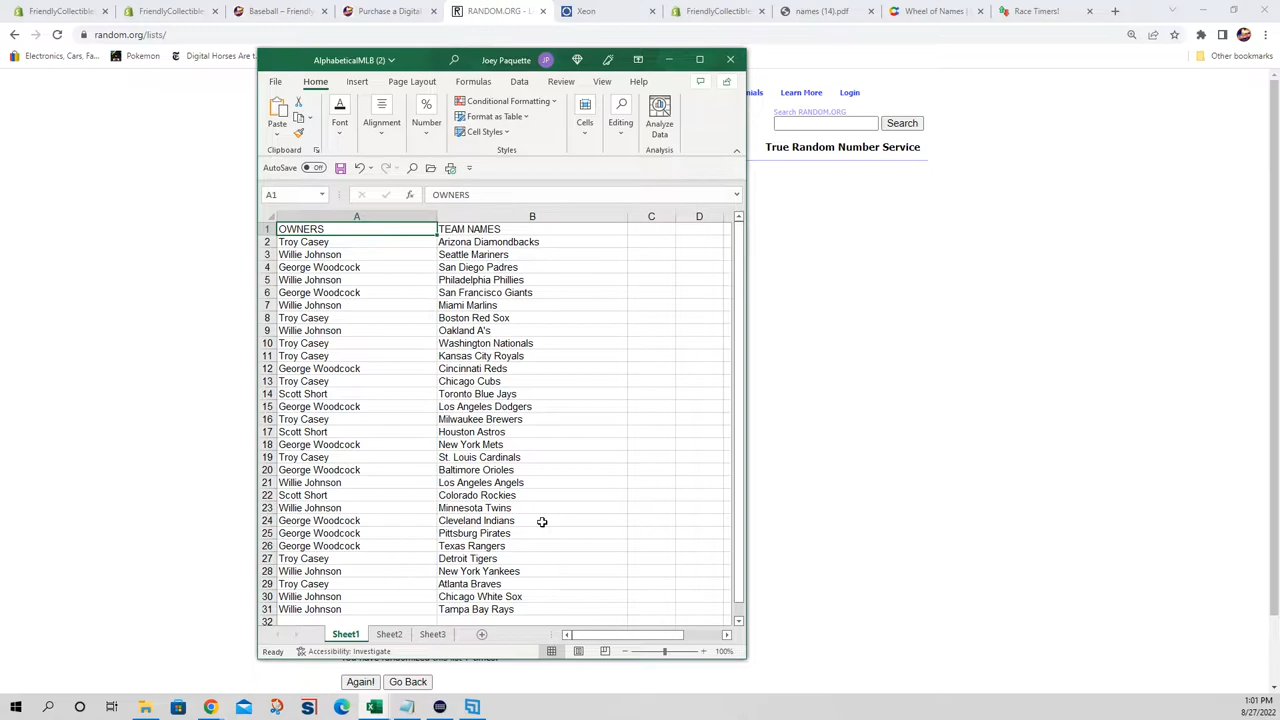 FriendlyCollectible
FriendlyCollectible
Baseball – Friendly
Purchase a Digital
RANDOM.ORG - Li
Xeon
FriendlyCollectible
names (14).pdf
Wheel of Names |
Race Timers!
random.org/lists/
Electronics, Cars, Fa...
Pokemon
Digital Horses Are t
Other bookmarks
AlphabeticalMLB (2)
Joey Paquette
JP
File
Home
Insert
Page Layout
Formulas
Data
Review
View
Help
Paste
Font
Alignment
Number
Conditional Formatting
Format as Table
Cell Styles
Cells
Editing
Analyze
Data
Clipboard
Styles
Analysis
AutoSave Off
A1
OWNERS
A B C D
1 OWNERS TEAM NAMES
2 Troy Casey Arizona Diamondbacks
3 Willie Johnson Seattle Mariners
4 George Woodcock San Diego Padres
5 Willie Johnson Philadelphia Phillies
6 George Woodcock San Francisco Giants
7 Willie Johnson Miami Marlins
8 Troy Casey Boston Red Sox
9 Willie Johnson Oakland A's
10 Troy Casey Washington Nationals
11 Troy Casey Kansas City Royals
12 George Woodcock Cincinnati Reds
13 Troy Casey Chicago Cubs
14 Scott Short Toronto Blue Jays
15 George Woodcock Los Angeles Dodgers
16 Troy Casey Milwaukee Brewers
17 Scott Short Houston Astros
18 George Woodcock New York Mets
19 Troy Casey St. Louis Cardinals
20 George Woodcock Baltimore Orioles
21 Willie Johnson Los Angeles Angels
22 Scott Short Colorado Rockies
23 Willie Johnson Minnesota Twins
24 George Woodcock Cleveland Indians
25 George Woodcock Pittsburg Pirates
26 George Woodcock Texas Rangers
27 Troy Casey Detroit Tigers
28 Willie Johnson New York Yankees
29 Troy Casey Atlanta Braves
30 Willie Johnson Chicago White Sox
31 Willie Johnson Tampa Bay Rays
32
Sheet1 Sheet2 Sheet3
Ready
Accessibility: Investigate
100%
Learn More
Login
Search RANDOM.ORG
Search
True Random Number Service
Again!
Go Back
1:01 PM
8/27/2022